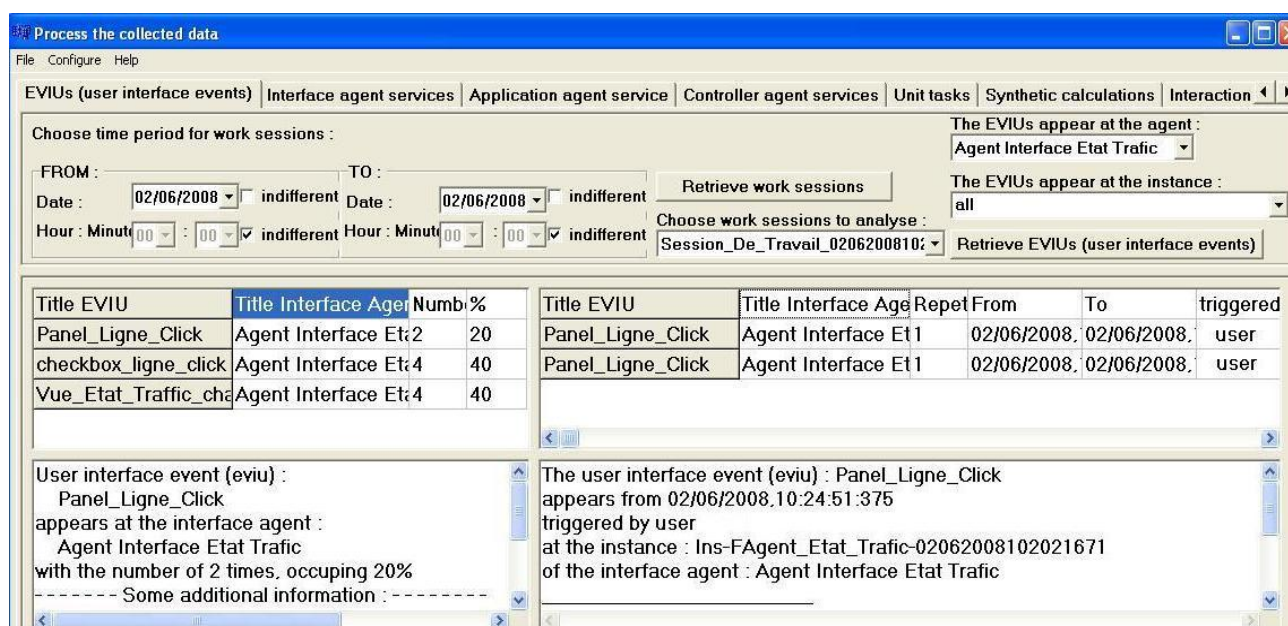 Process the collected data
File Configure Help
EVIUs (user interface events) Interface agent services Application agent service Controller agent services Unit tasks Synthetic calculations Interaction
Choose time period for work sessions :
The EVIUs appear at the agent :
Agent Interface Etat Trafic
FROM : TO :
Date : 02/06/2008 indifferent Date : 02/06/2008 indifferent
Retrieve work sessions
The EVIUs appear at the instance :
all
Hour : Minute 00 : 00 indifferent Hour : Minute 00 : 00 indifferent
Choose work sessions to analyse :
Session_De_Travail_0206200810
Retrieve EVIUs (user interface events)
Title EVIU Title Interface Agen Numb %
Panel_Ligne_Click Agent Interface Eta 2 20
checkbox_ligne_click Agent Interface Eta 4 40
Vue_Etat_Traffic_cha Agent Interface Eta 4 40
Title EVIU Title Interface Age Repet From To triggered
Panel_Ligne_Click Agent Interface Et 1 02/06/2008, 02/06/2008, user
Panel_Ligne_Click Agent Interface Et 1 02/06/2008, 02/06/2008, user
User interface event (eviu) :
Panel_Ligne_Click
appears at the interface agent :
Agent Interface Etat Trafic
with the number of 2 times, occuping 20%
- - - - - - - Some additional information : - - - - - - - -
The user interface event (eviu) : Panel_Ligne_Click
appears from 02/06/2008,10:24:51:375
triggered by user
at the instance : Ins-FAgent_Etat_Trafic-02062008102021671
of the interface agent : Agent Interface Etat Trafic